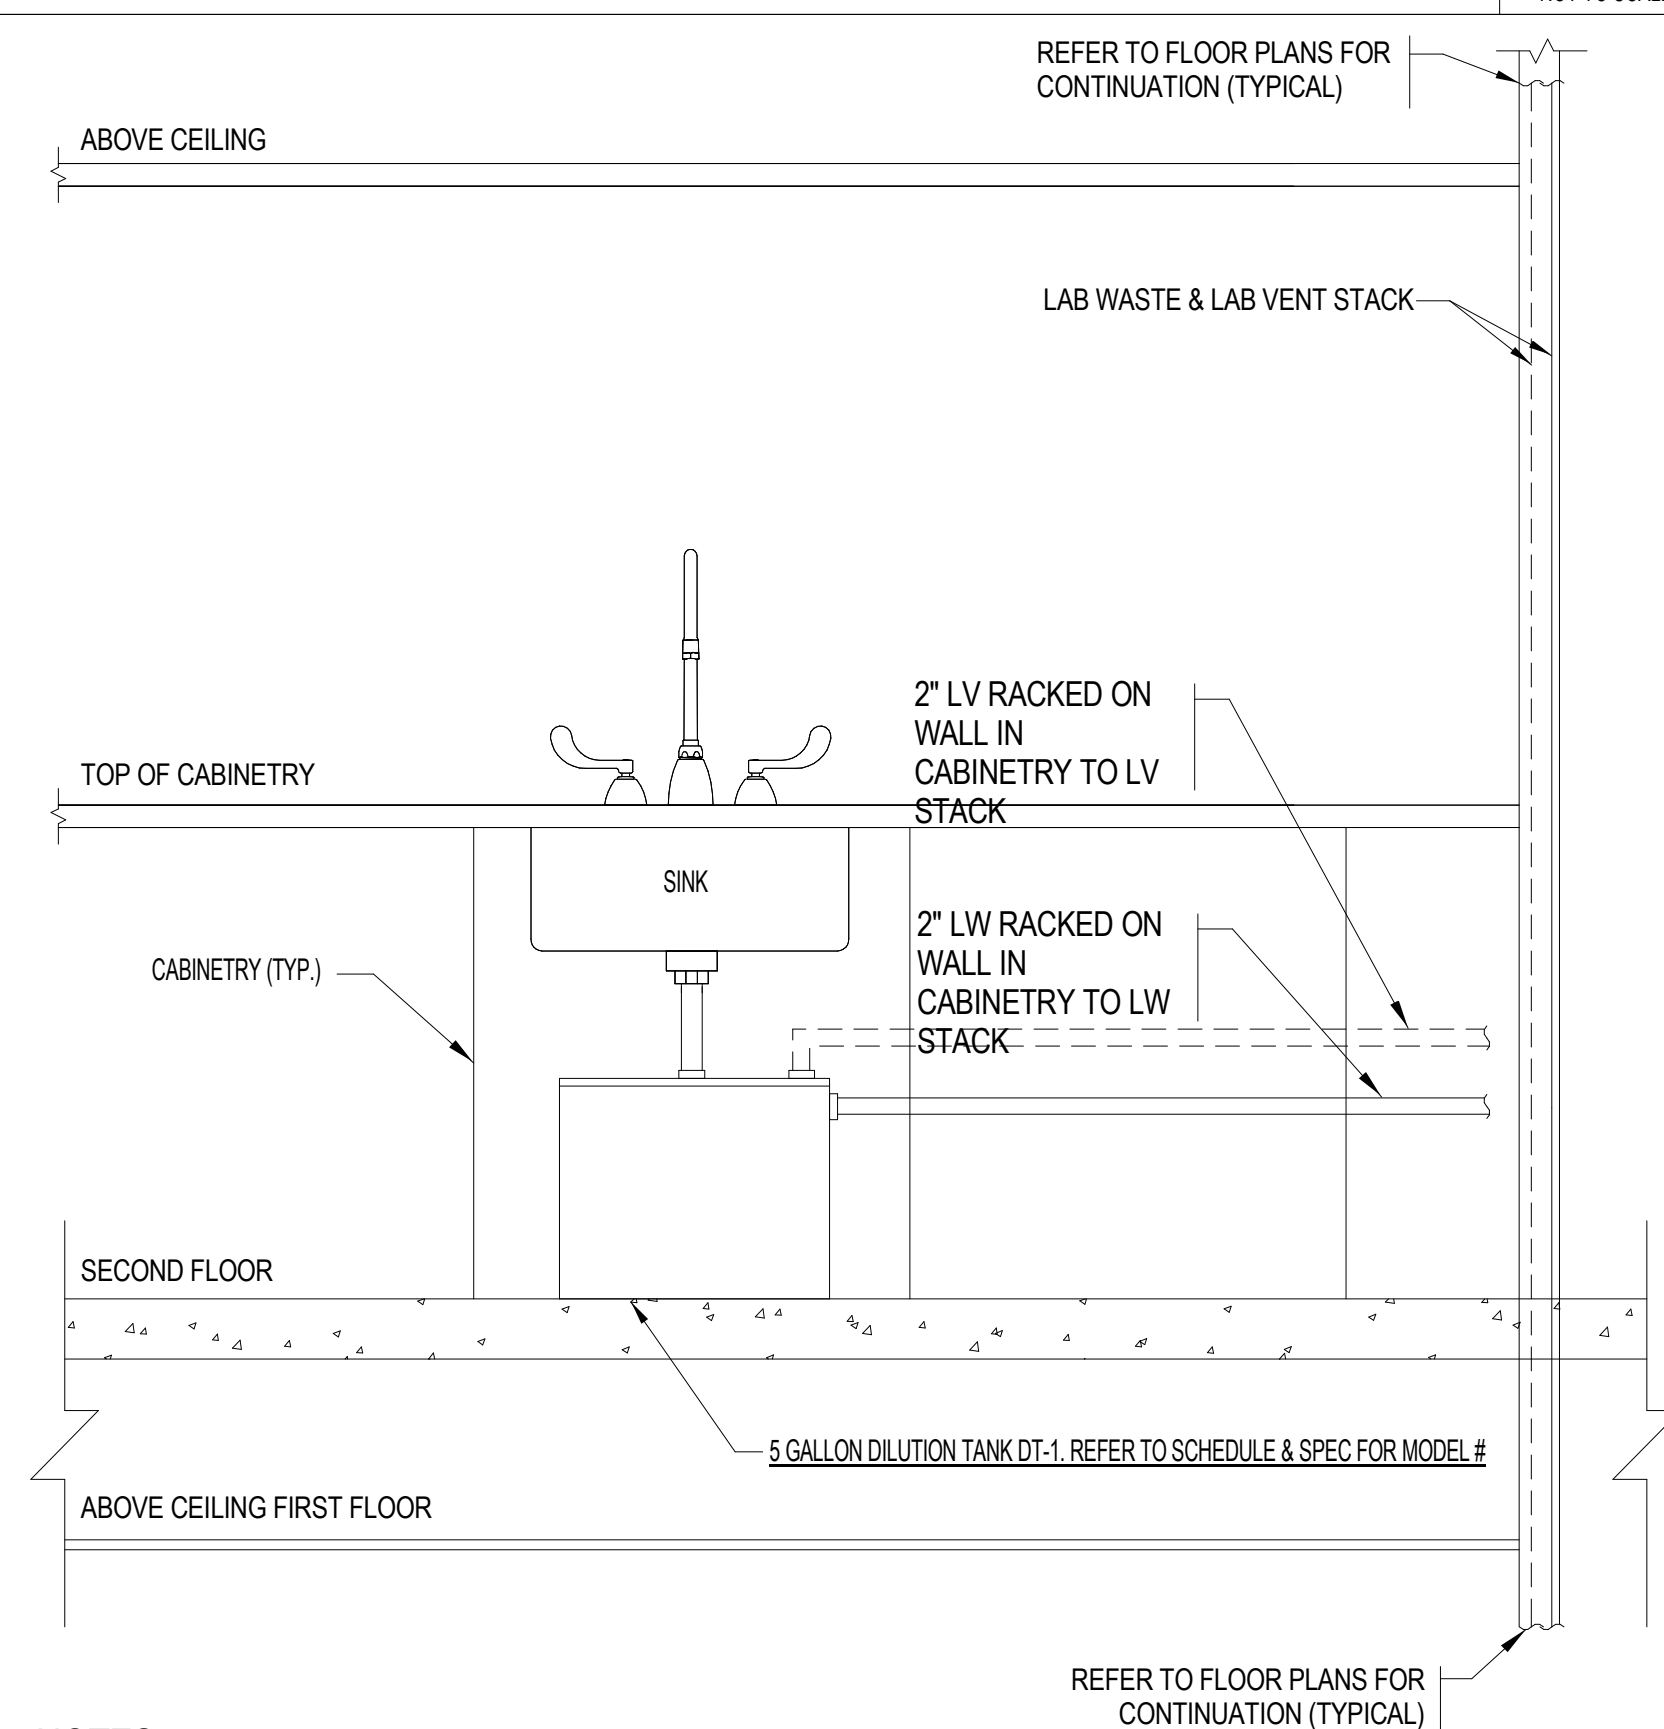 REFER TO FLOOR PLANS FOR
CONTINUATION (TYPICAL)
ABOVE CEILING
LAB WASTE & LAB VENT STACK
2" LV RACKED ON
WALL IN
CABINETRY TO LV
STACK
TOP OF CABINETRY
SINK
2" LW RACKED ON
WALL IN
CABINETRY TO LW
STACK
CABINETRY (TYP.)
SECOND FLOOR
5 GALLON DILUTION TANK DT-1. REFER TO SCHEDULE & SPEC FOR MODEL #
ABOVE CEILING FIRST FLOOR
REFER TO FLOOR PLANS FOR
CONTINUATION (TYPICAL)